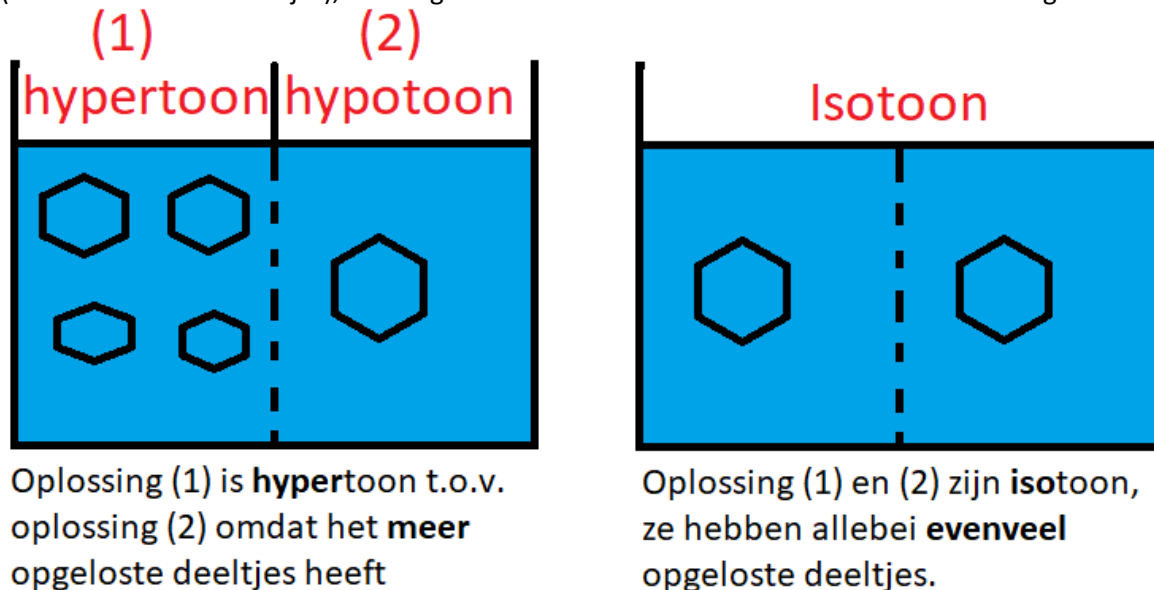 (1)
(2)
hypertoon
hypotoon
Isotoon
Oplossing (1) is hypertoon t.o.v.
oplossing (2) omdat het meer
opgeloste deeltjes heeft
Oplossing (1) en (2) zijn isotoon,
ze hebben allebei evenveel
opgeloste deeltjes.